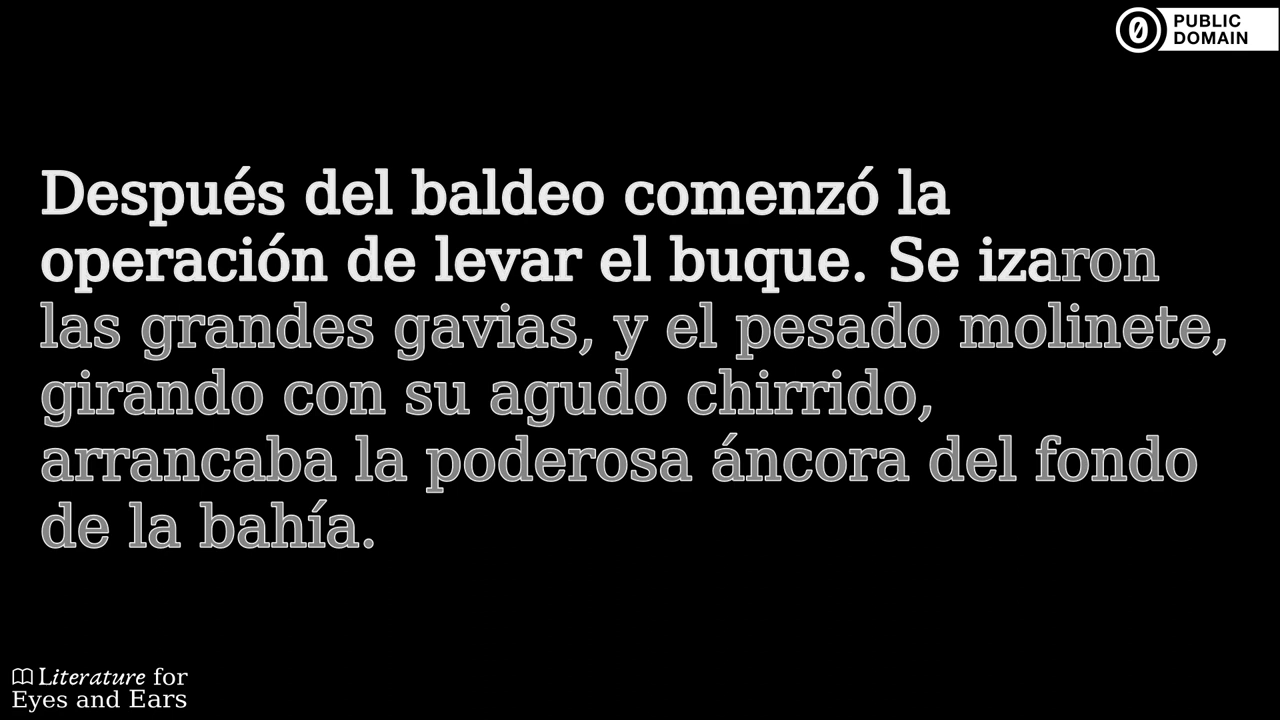 PUBLIC
DOMAIN
Después del baldeo comenzó la
operación de levar el buque. Se izaron
las grandes gavias, y el pesado molinete,
girando con su agudo chirrido,
arrancaba la poderosa áncora del fondo
de la bahía.
Literature for
Eyes and Ears